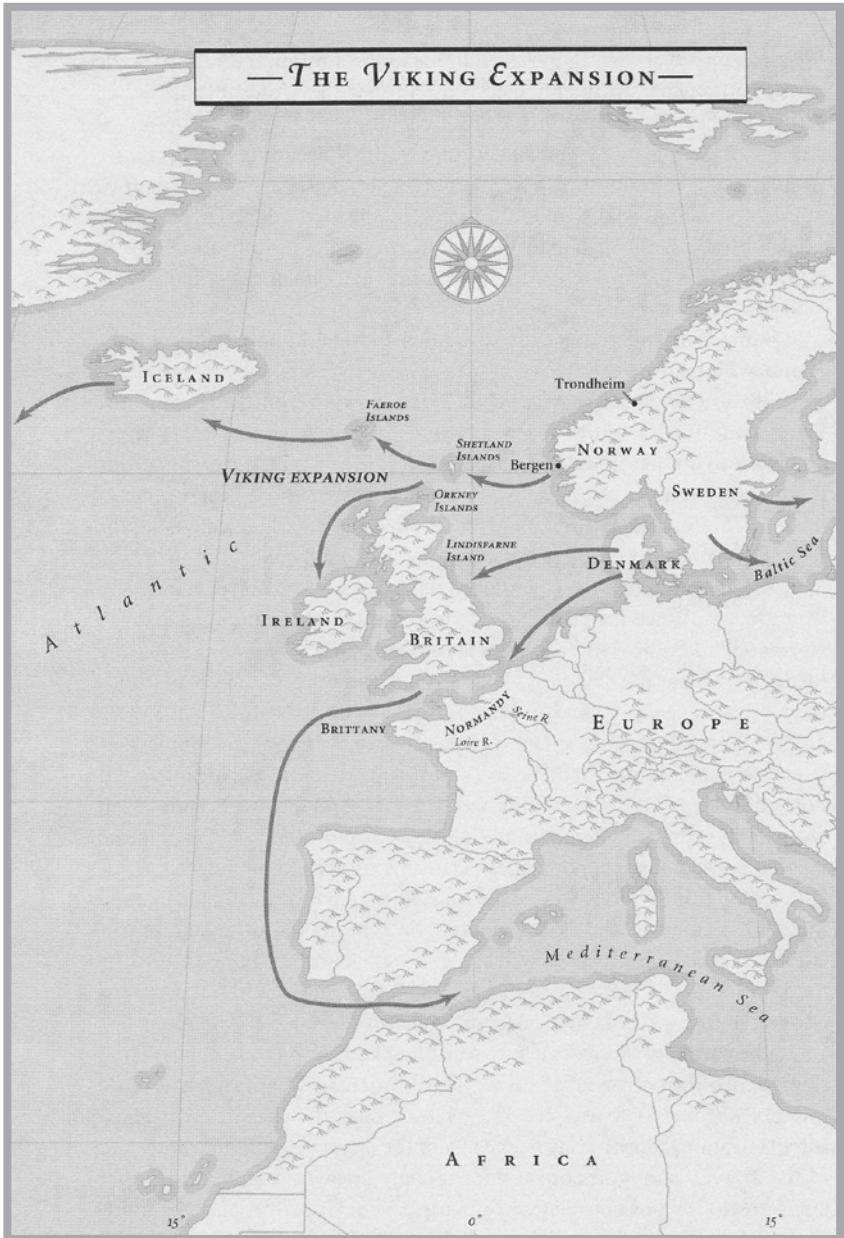 —THE VIKING EXPANSION—
Trondheim
ICELAND
FAEROE
ISLANDS
SHETLAND
ISLANDS
Bergen
NORWAY
VIKING EXPANSION
SWEDEN
ORKNEY
ISLANDS
LINDISFARNE
ISLAND
DENMARK
Baltic Sea
Atlantic
IRELAND
BRITAIN
NORMANDY
Seine R.
EUROPE
BRITTANY
Loire R.
Mediterranean Sea
AFRICA
15°
0°
15°